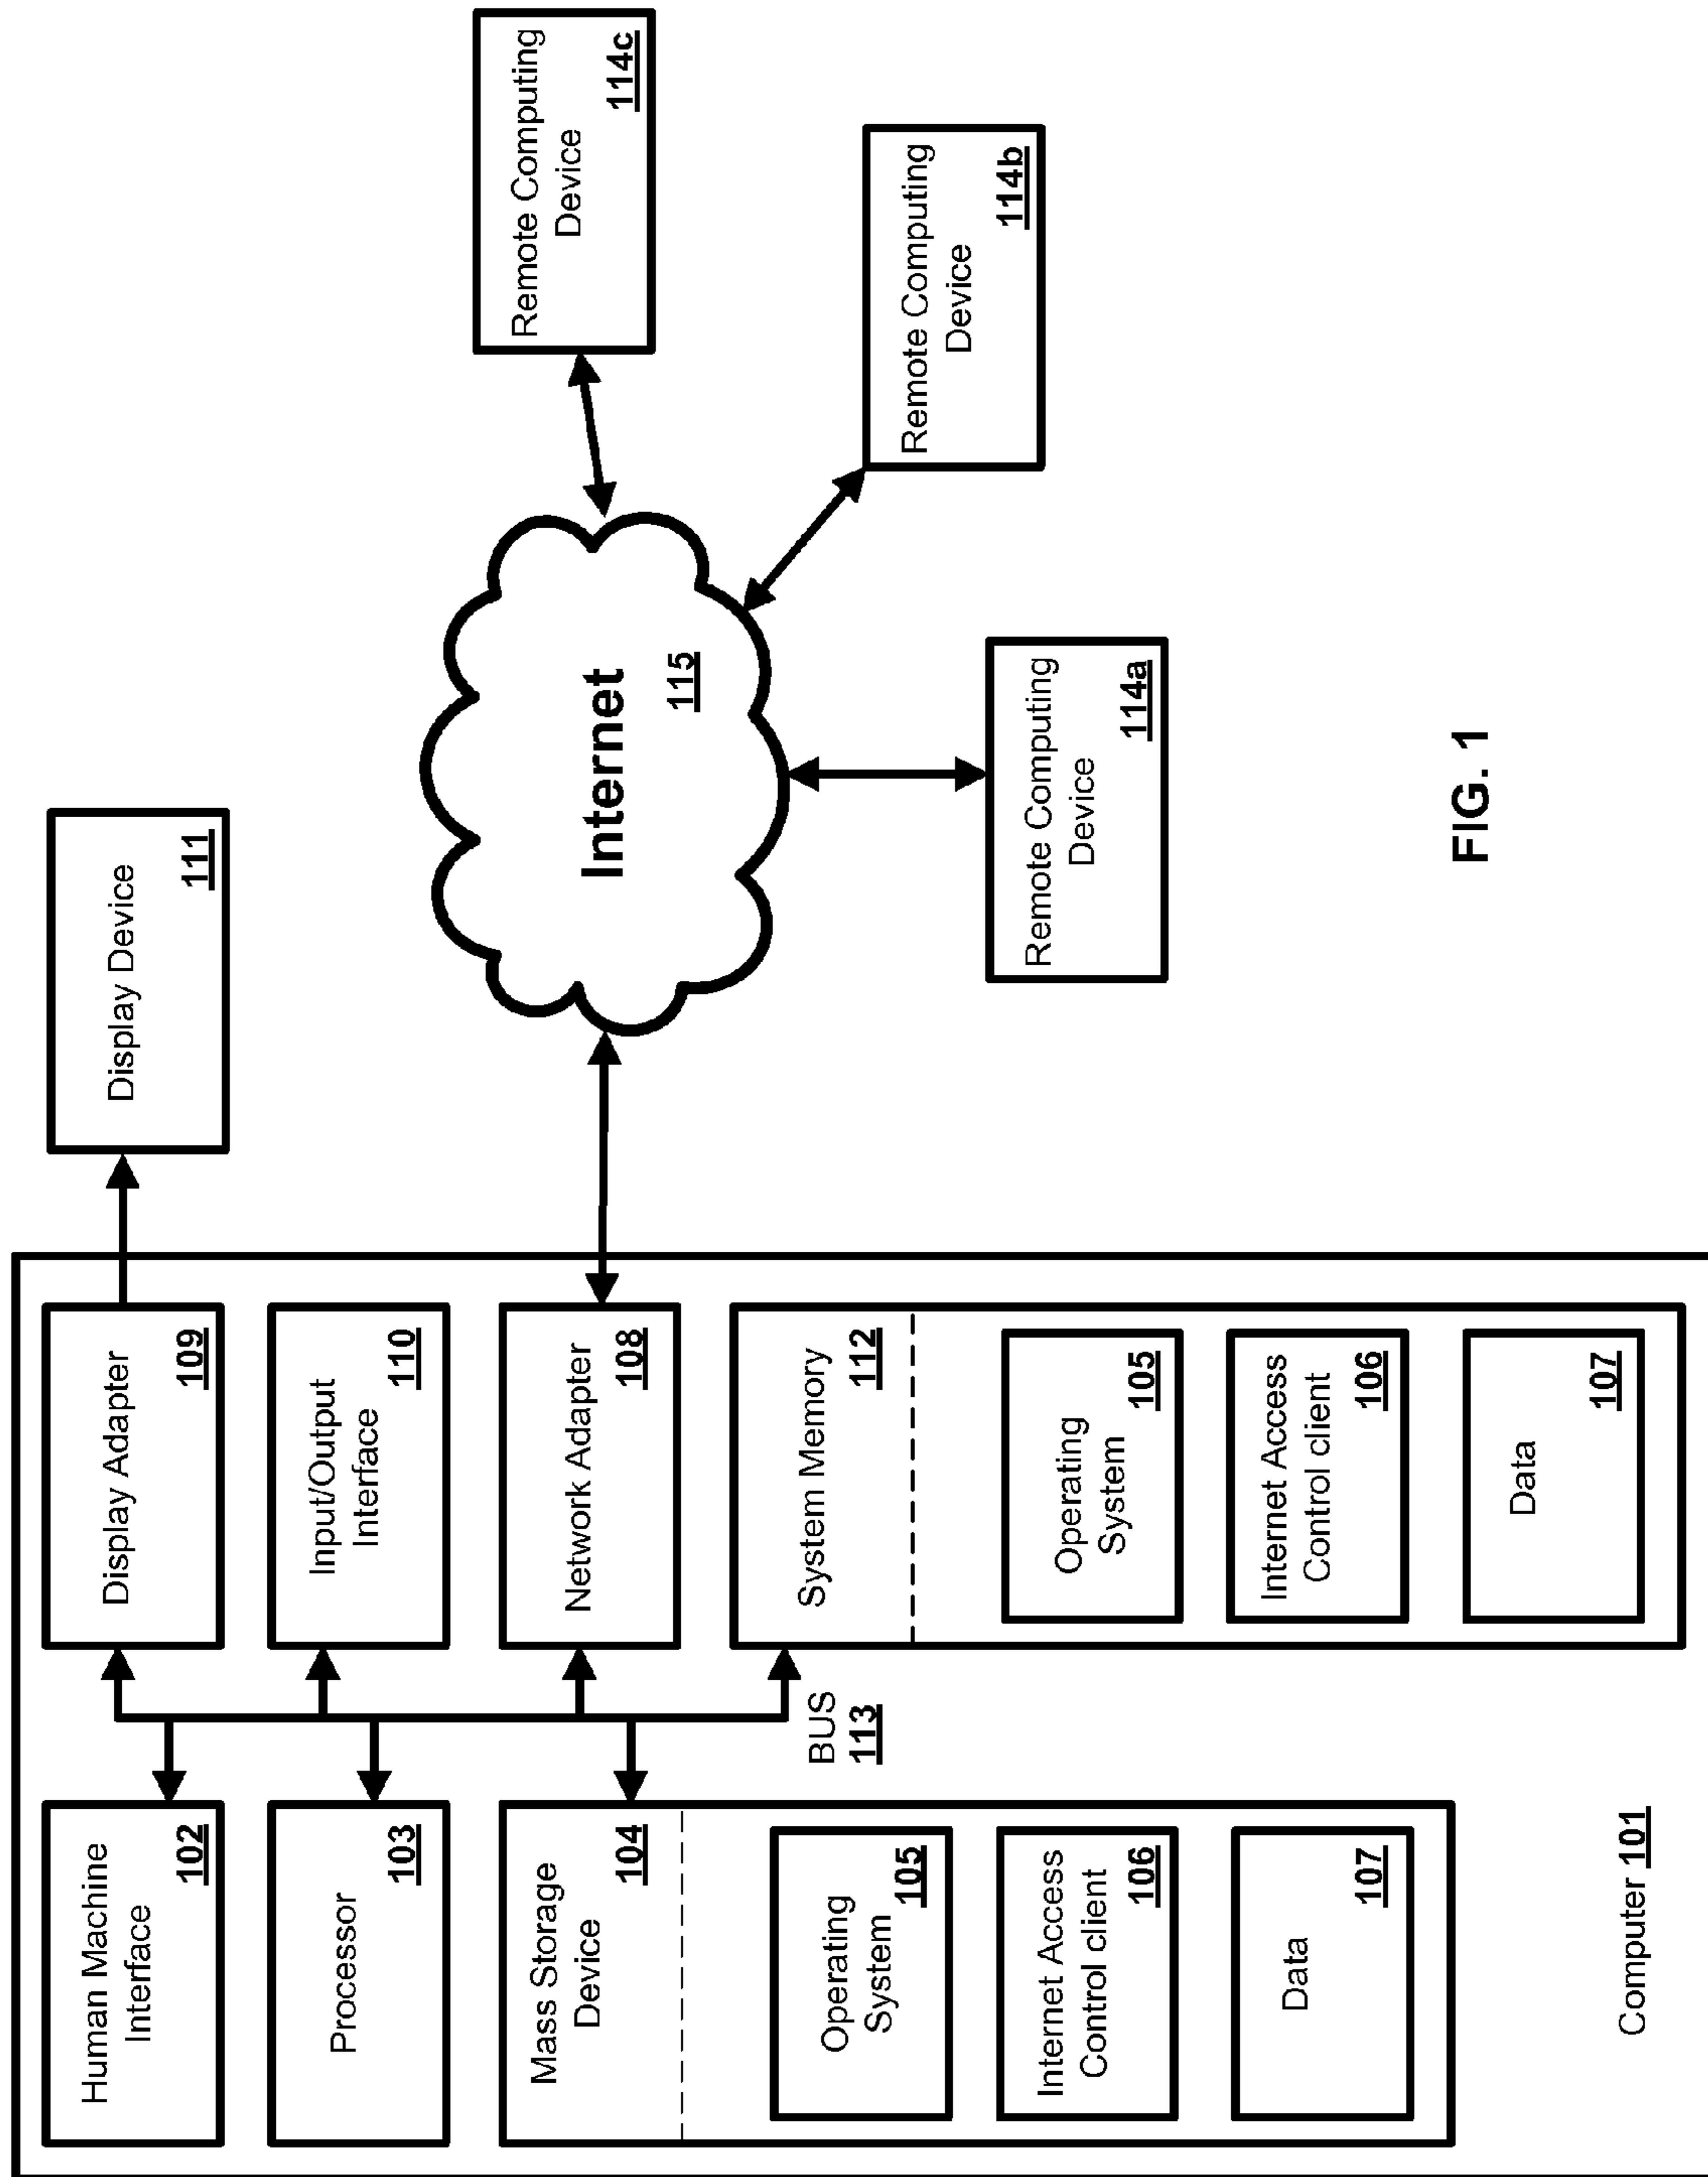 Human Machine
Interface
102
Processor
103
Mass Storage
Device
104
Operating
System
105
Internet Access
Control client
106
Data
107
Computer 101
BUS
113
Display Adapter
109
Input/Output
Interface
110
Network Adapter
108
System Memory
112
Operating
System
105
Internet Access
Control client
106
Data
107
Display Device
111
Internet
115
Remote Computing
Device
114a
Remote Computing
Device
114b
Remote Computing
Device
114c
FIG. 1